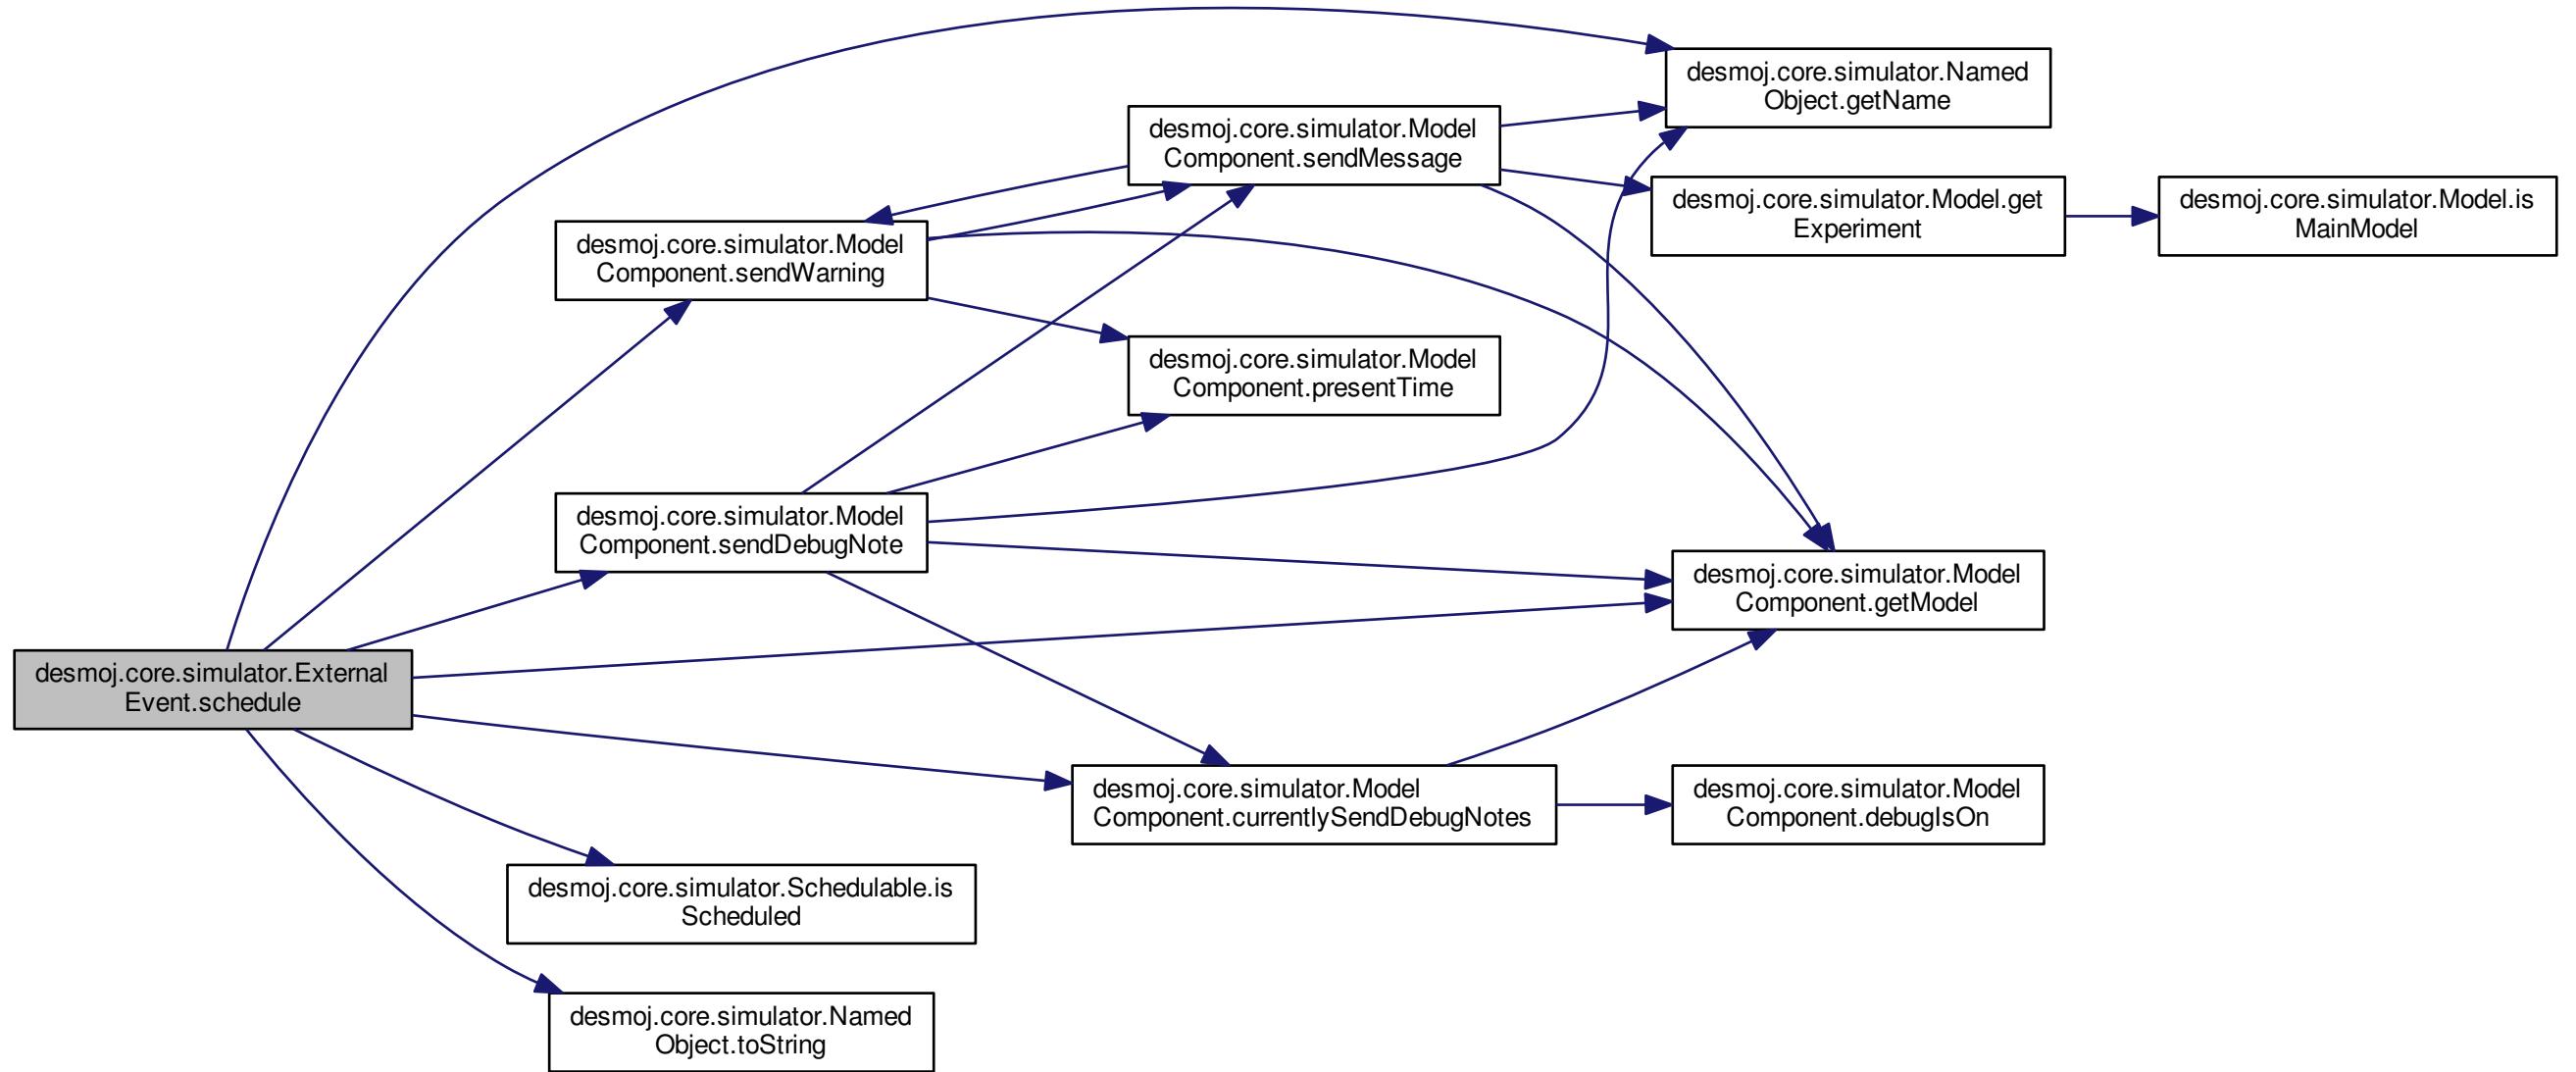 desmoj.core.simulator.Named
Object.getName
desmoj.core.simulator.Model
Component.sendMessage
desmoj.core.simulator.Model.get
Experiment
desmoj.core.simulator.Model.is
MainModel
desmoj.core.simulator.Model
Component.sendWarning
desmoj.core.simulator.Model
Component.presentTime
desmoj.core.simulator.Model
Component.sendDebugNote
desmoj.core.simulator.Model
Component.getModel
desmoj.core.simulator.External
Event.schedule
desmoj.core.simulator.Model
Component.currentlySendDebugNotes
desmoj.core.simulator.Model
Component.debugIsOn
desmoj.core.simulator.Schedulable.is
Scheduled
desmoj.core.simulator.Named
Object.toString